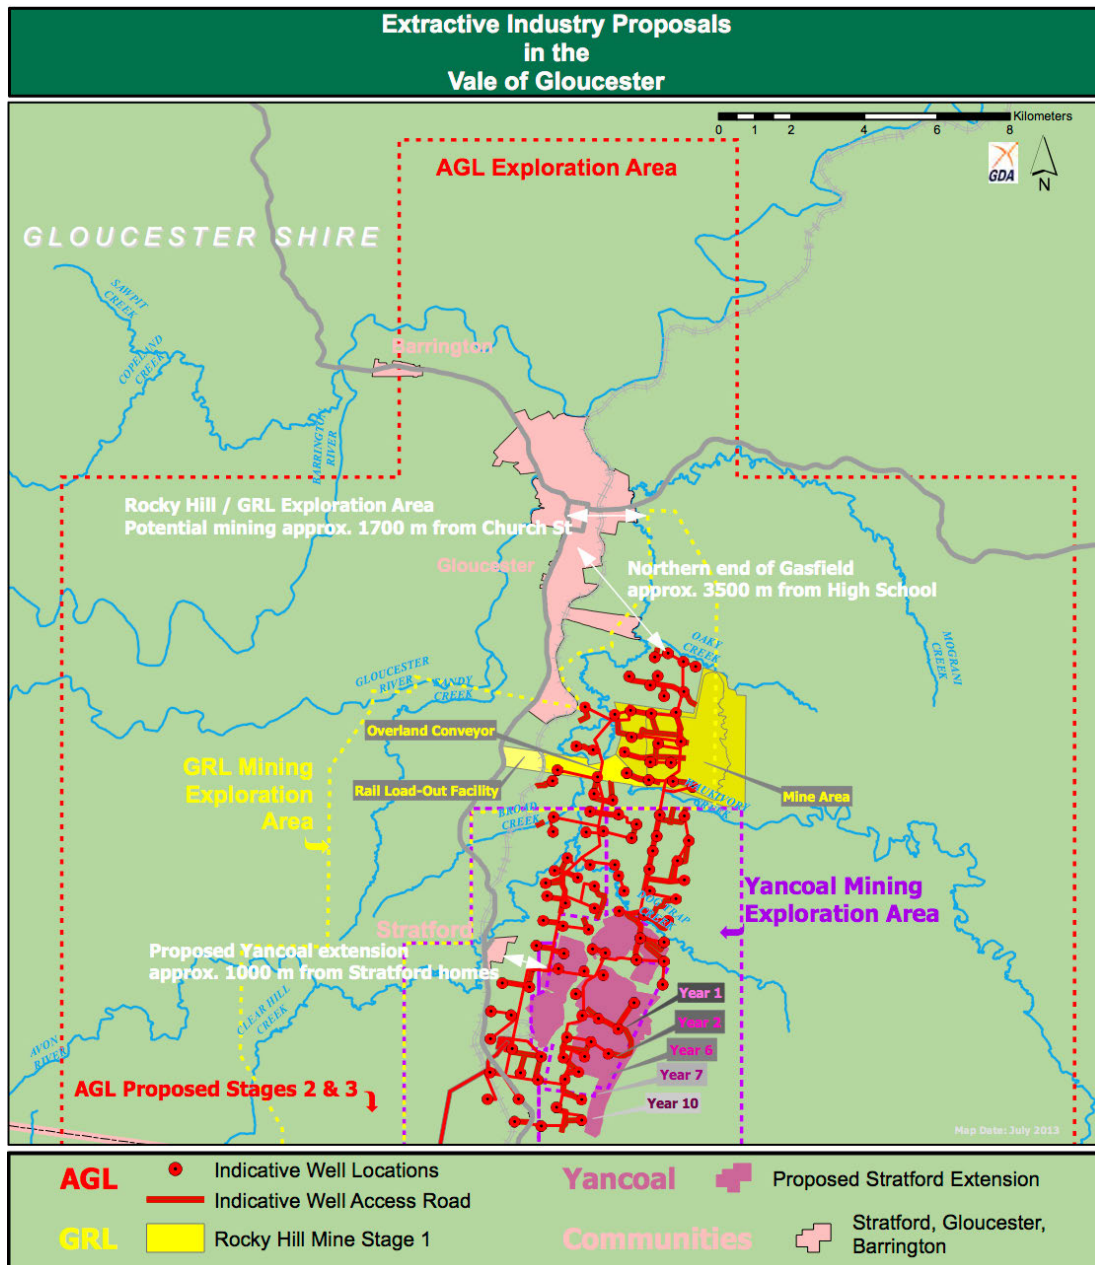 Extractive Industry Proposals
in the
Vale of Gloucester
0 1 2 4 6 8
Kilometers
AGL Exploration Area
GDA
N
GLOUCESTER SHIRE
SAWPIT
CREEK
COPELAND
CREEK
Barrington
BARRINGTON
RIVER
Rocky Hill / GRL Exploration Area
Potential mining approx. 1700 m from Church St
Gloucester
Northern end of Gasfield
approx. 3500 m from High School
OAKY
CREEK
MOGRANI
CREEK
GLOUCESTER
RIVER
SANDY
CREEK
Overland Conveyor
GRL Mining
Exploration
Area
Rail Load-Out Facility
Mine Area
BROAD
CREEK
Yancoal Mining
Exploration Area
Stratford
Proposed Yancoal extension
approx. 1000 m from Stratford homes
CLEAR HILL
CREEK
AVON
RIVER
Year 1
Year 6
Year 7
Year 10
AGL Proposed Stages 2 & 3
Map Date: July 2013
AGL
Indicative Well Locations
Indicative Well Access Road
GRL
Rocky Hill Mine Stage 1
Yancoal
Proposed Stratford Extension
Communities
Stratford, Gloucester,
Barrington